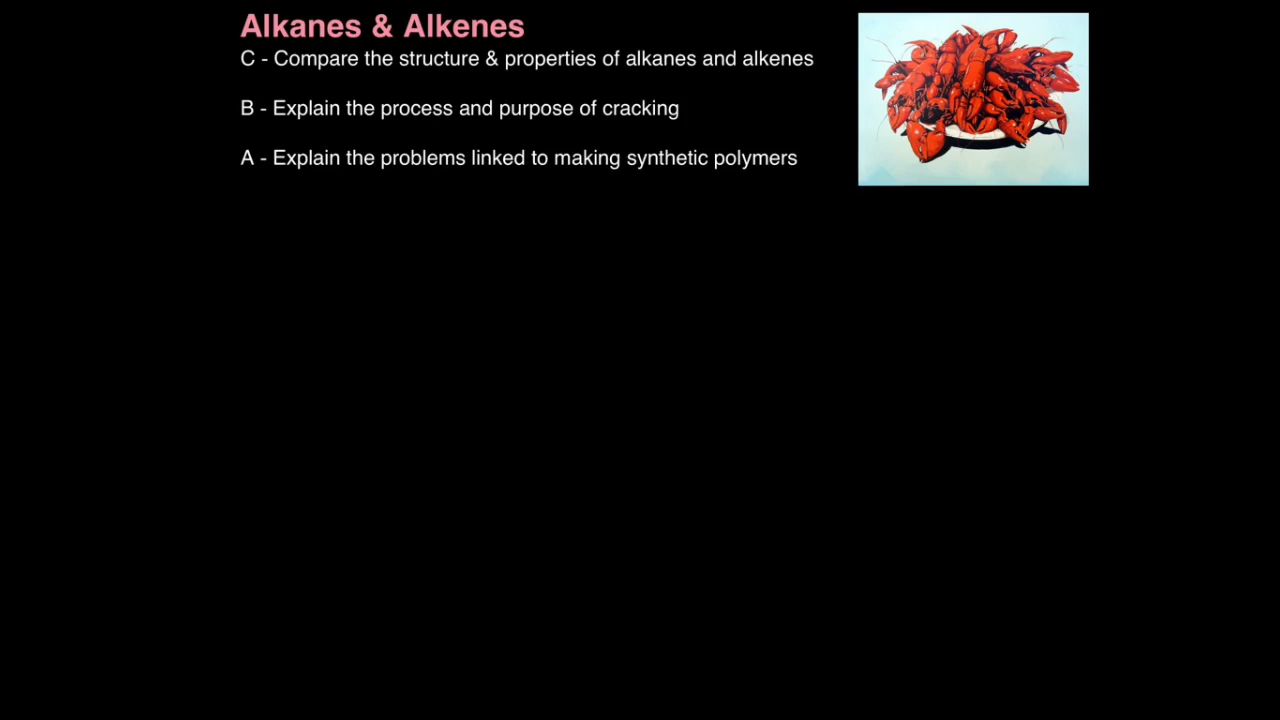 Alkanes & Alkenes
C - Compare the structure & properties of alkanes and alkenes
B - Explain the process and purpose of cracking
A - Explain the problems linked to making synthetic polymers